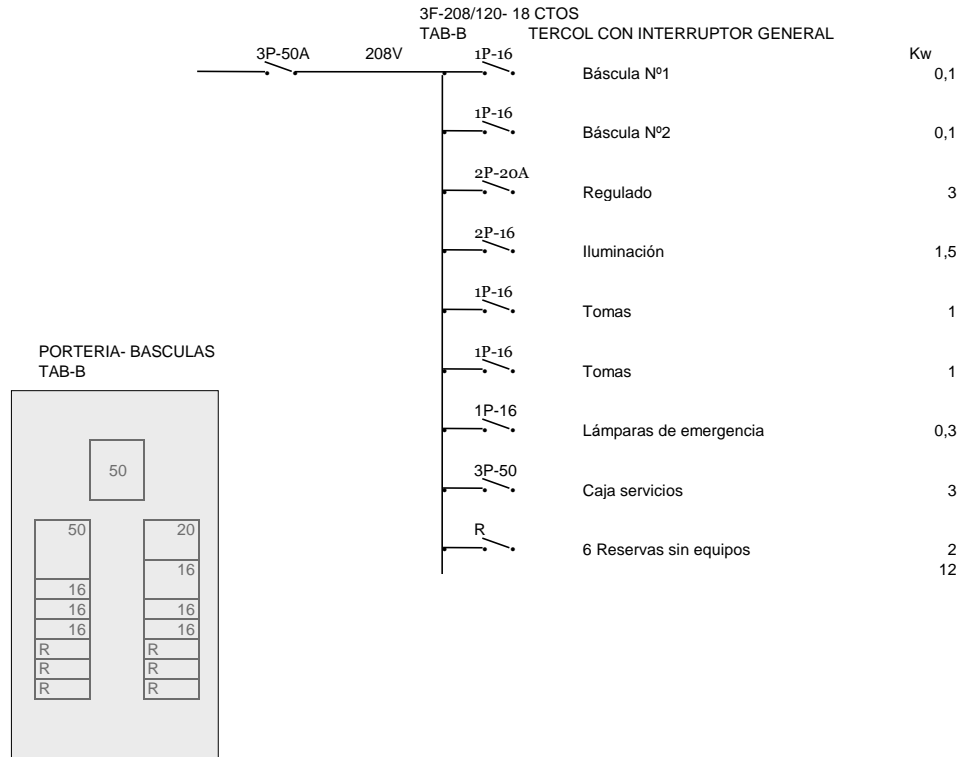 3F-208/120- 18 CTOS
TAB-B TERCOL CON INTERRUPTOR GENERAL
3P-50A 208V 1P-16 Kw
Báscula Nº1 0,1
1P-16
Báscula Nº2 0,1
2P-20A
Regulado 3
2P-16
Iluminación 1,5
1P-16
Tomas 1
1P-16
Tomas 1
1P-16
Lámparas de emergencia 0,3
3P-50
Caja servicios 3
R
6 Reservas sin equipos 2
12
PORTERIA- BASCULAS
TAB-B
50
50 20
16
16
16 16
16 16
R R
R R
R R